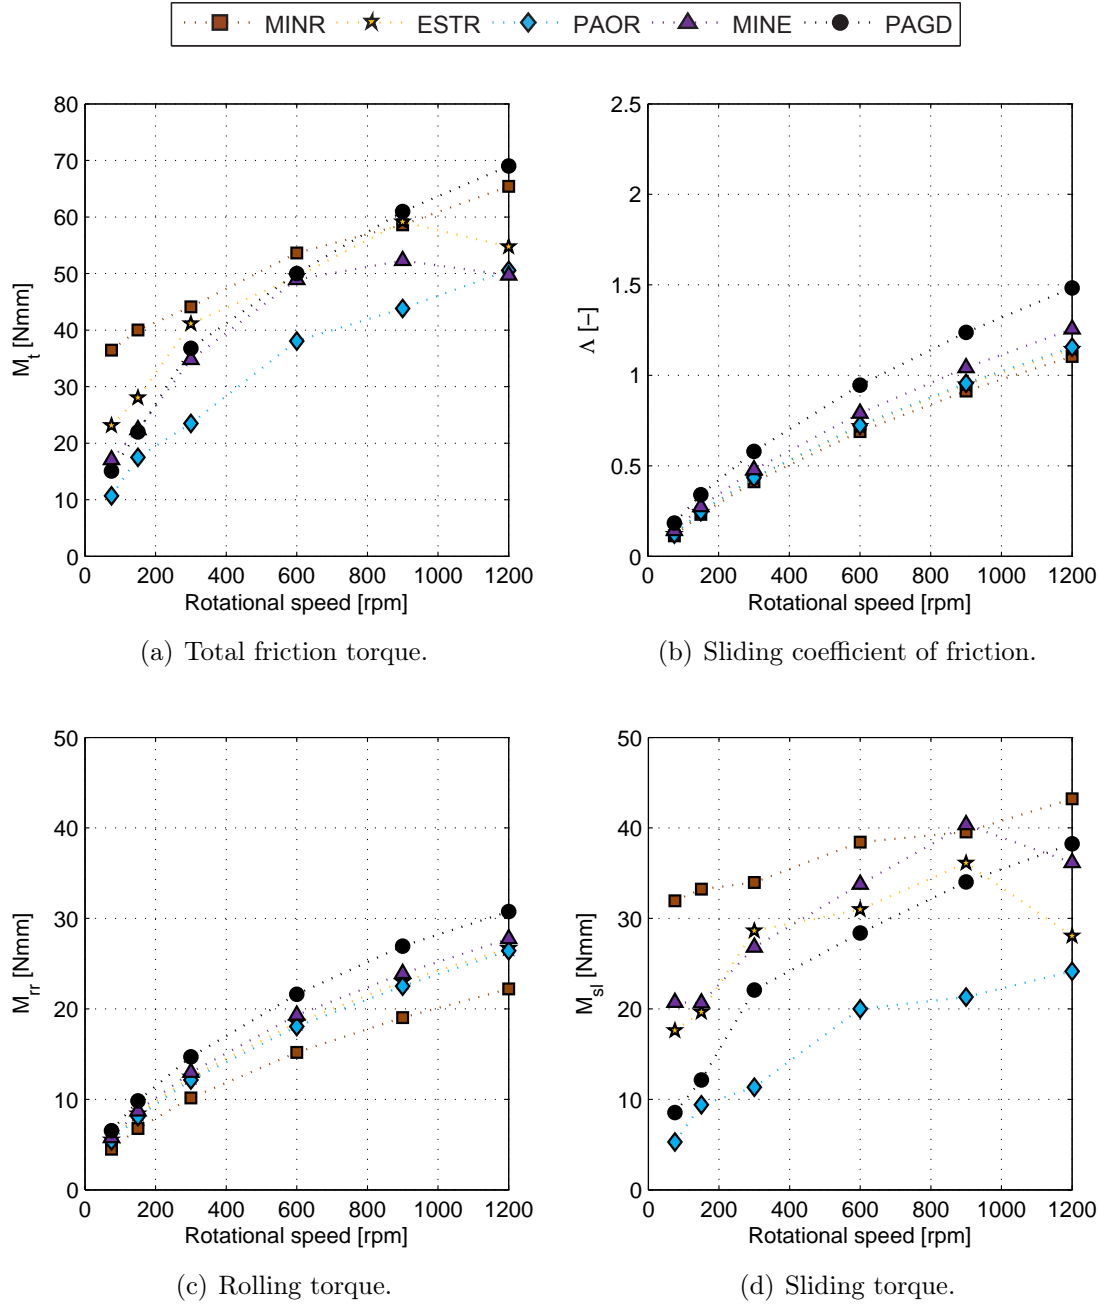 MINR ESTR PAOR MINE PAGD
80
70
60
50
40
30
20
10
0
M_t [Nmm]
0 200 400 600 800 1000 1200
Rotational speed [rpm]
(a) Total friction torque.
2.5
2
1.5
1
0.5
0
Λ [−]
0 200 400 600 800 1000 1200
Rotational speed [rpm]
(b) Sliding coefficient of friction.
50
40
30
20
10
0
M_rr [Nmm]
0 200 400 600 800 1000 1200
Rotational speed [rpm]
(c) Rolling torque.
50
40
30
20
10
0
M_sl [Nmm]
0 200 400 600 800 1000 1200
Rotational speed [rpm]
(d) Sliding torque.